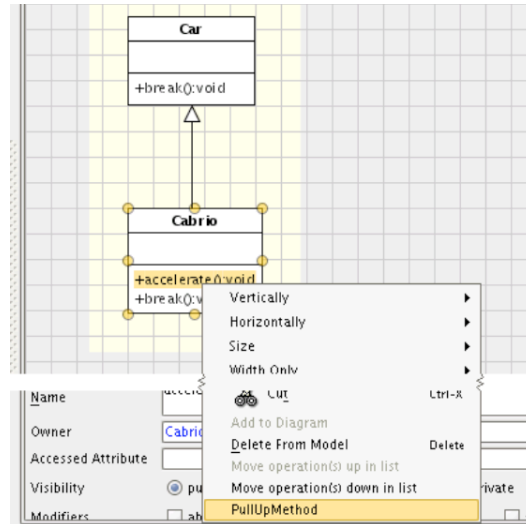 Car
+break():void
Cabrio
+accelerate():void
+break():v
Vertically
Horizontally
Size
Width Only
Name
Cut Ctrl-X
Add to Diagram
Owner Cabrio
Delete From Model Delete
Accessed Attribute
Move operation(s) up in list
Visibility pu
Move operation(s) down in list rivate
PullUpMethod
Modifiers ab